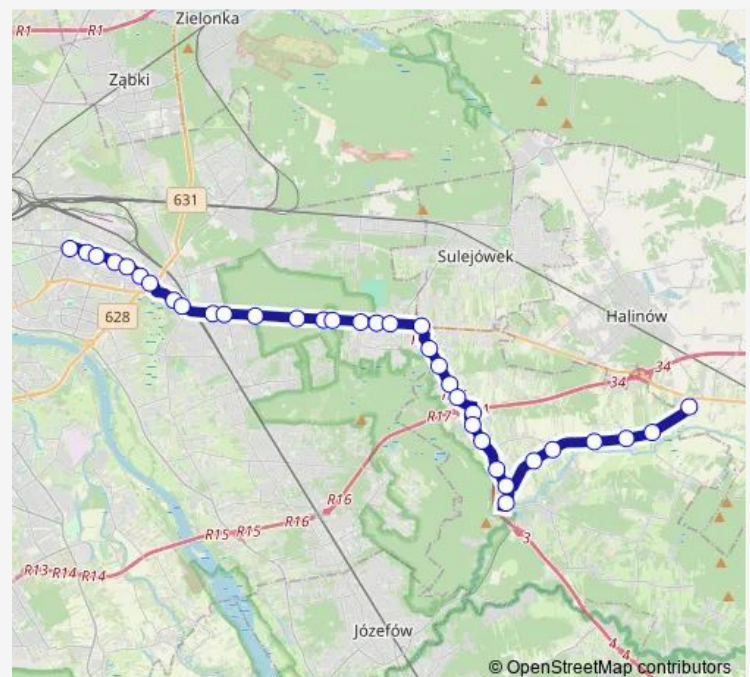 Zielonka
R1 R1
Ząbki
631
Sulejówek
628
Halinów
34
34
R17
R16
R15 R15 R16
R13 R14 R14
3
Józefów
© OpenStreetMap contributors